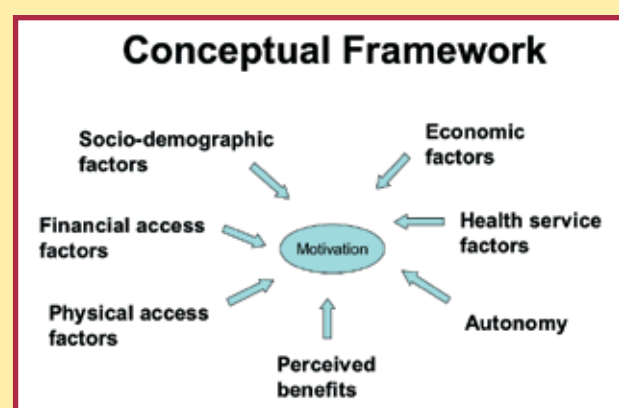 Conceptual Framework
Socio-demographic
factors
Economic
factors
Financial access
factors
Motivation
Health service
factors
Physical access
factors
Perceived
benefits
Autonomy